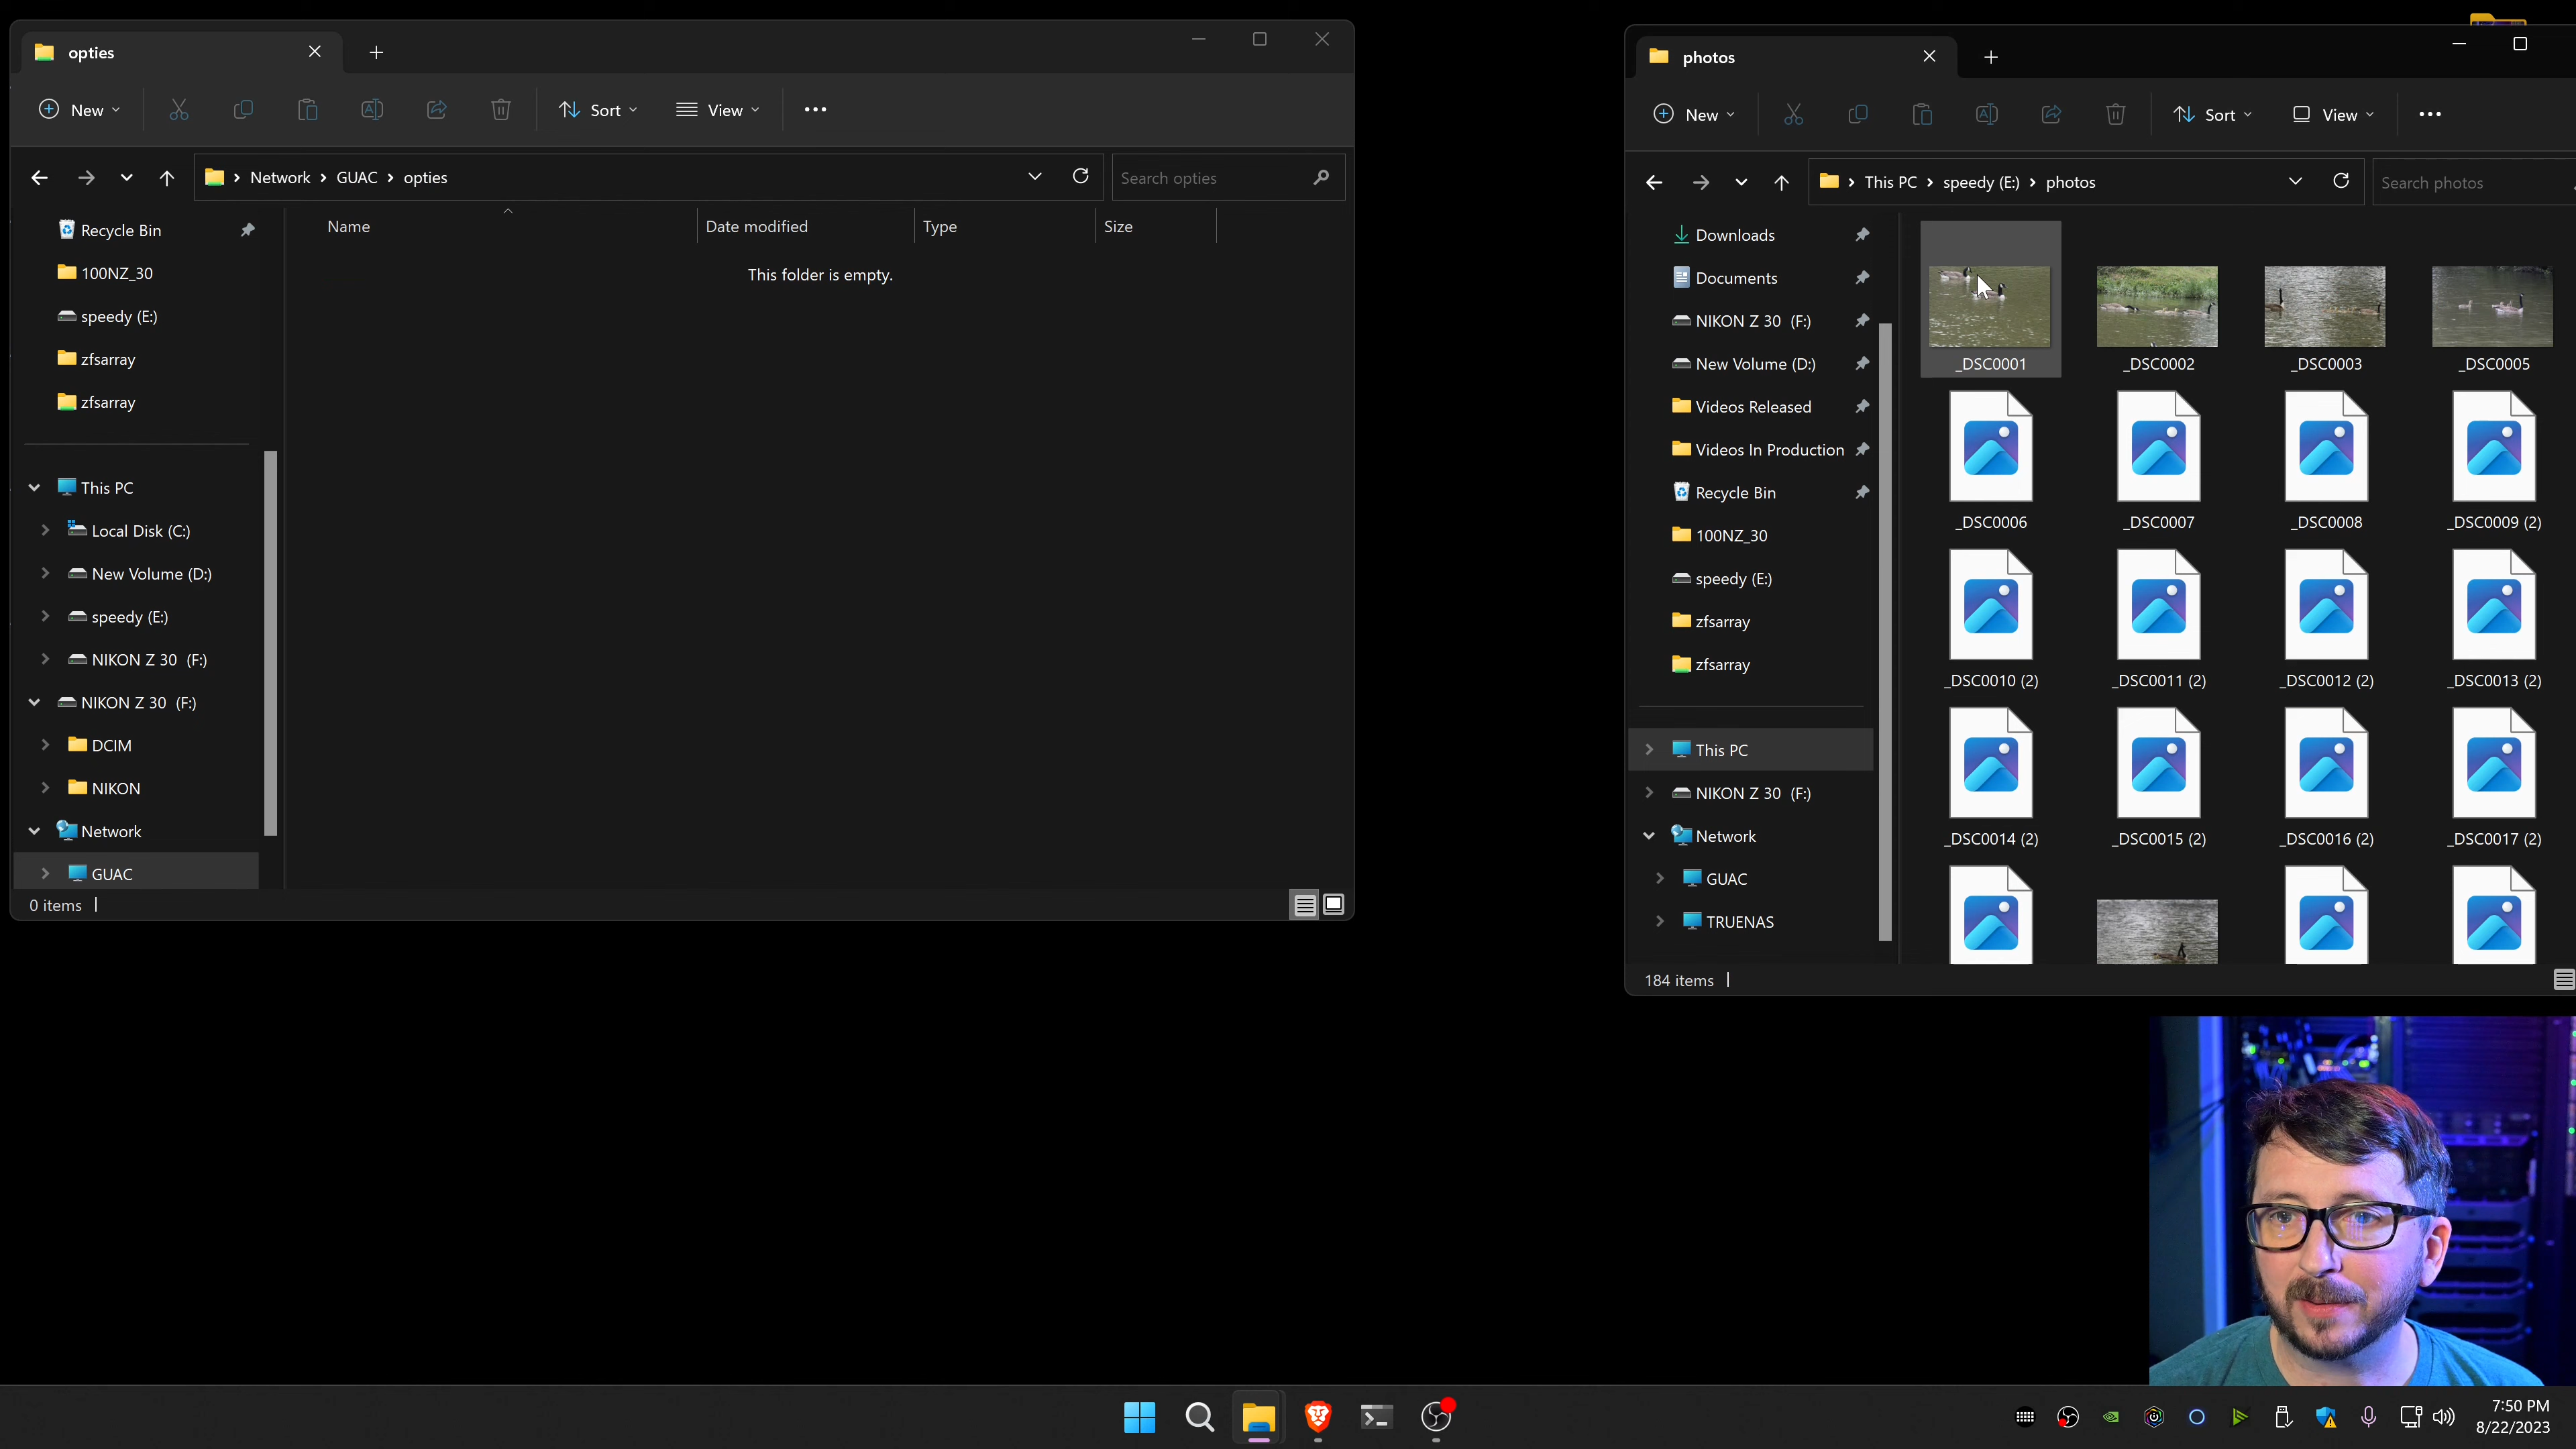 opties
New
Sort
View
Network > GUAC > opties
Search opties
Recycle Bin
100NZ_30
speedy (E:)
zfsarray
zfsarray
This PC
Local Disk (C:)
New Volume (D:)
speedy (E:)
NIKON Z 30 (F:)
NIKON Z 30 (F:)
DCIM
NIKON
Network
GUAC
Name
Date modified
Type
Size
This folder is empty.
0 items
photos
New
Sort
View
This PC > speedy (E:) > photos
Search photos
Downloads
Documents
NIKON Z 30 (F:)
New Volume (D:)
Videos Released
Videos In Production
Recycle Bin
100NZ_30
speedy (E:)
zfsarray
zfsarray
This PC
NIKON Z 30 (F:)
Network
GUAC
TRUENAS
_DSC0001
_DSC0002
_DSC0003
_DSC0005
_DSC0006
_DSC0007
_DSC0008
_DSC0009 (2)
_DSC0010 (2)
_DSC0011 (2)
_DSC0012 (2)
_DSC0013 (2)
_DSC0014 (2)
_DSC0015 (2)
_DSC0016 (2)
_DSC0017 (2)
184 items
7:50 PM
8/22/2023